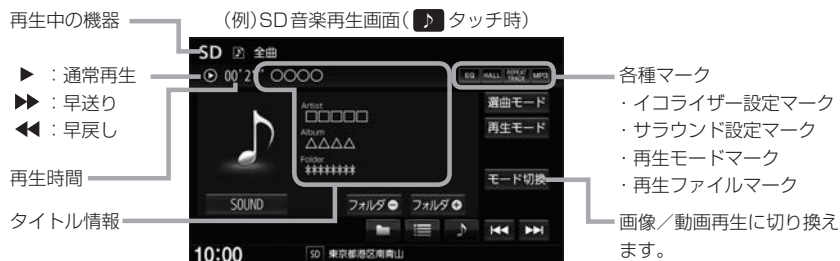 再生中の機器
(例)SD音楽再生画面( ♪ タッチ時)
SD 全曲
▶ :通常再生
▶▶ :早送り
◀◀ :早戻し
再生時間
タイトル情報
00'21" ○○○○
EQ HALL REPEAT TRACK MP3
Artist
□□□□□
Album
△△△△
Folder
********
選曲モード
再生モード
モード切換
SOUND
フォルダ⊖ フォルダ⊕
10:00 SD 東京都港区南青山
各種マーク
・イコライザー設定マーク
・サラウンド設定マーク
・再生モードマーク
・再生ファイルマーク
画像/動画再生に切り換え
ます。